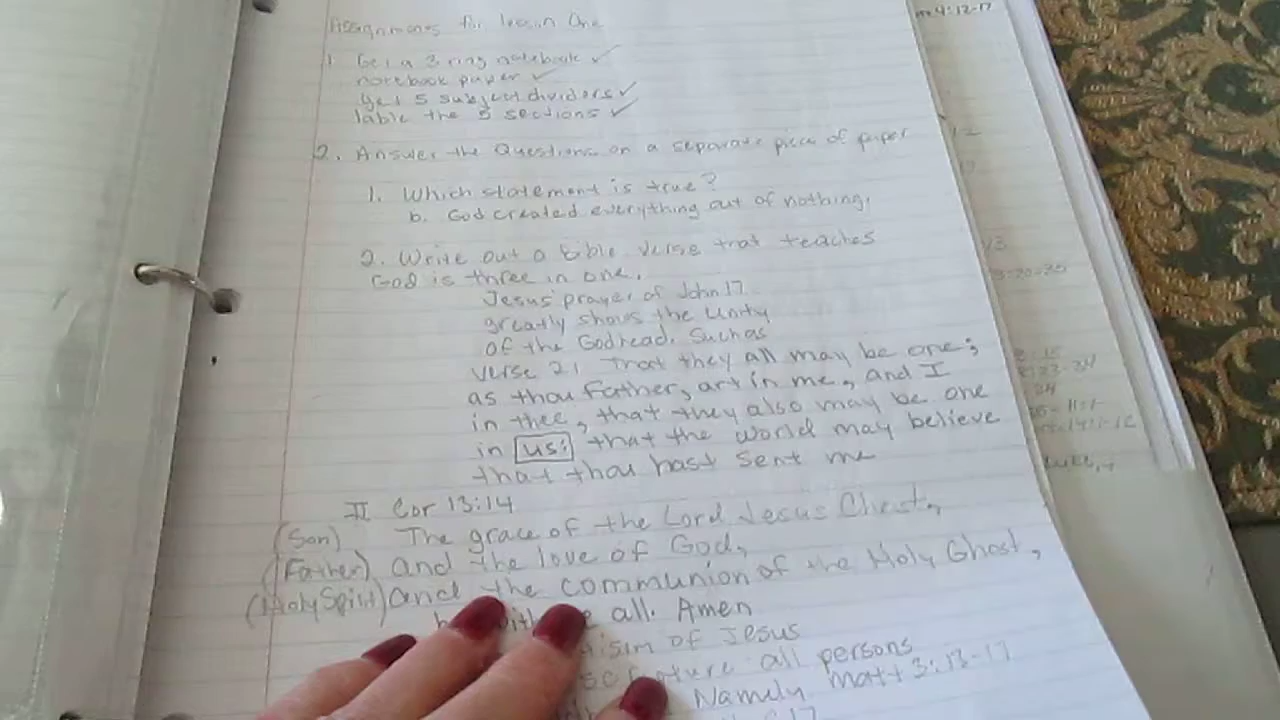 Assignments for lesson One
1. Get a 3 ring notebook ✓
notebook paper ✓
get 5 subject dividers ✓
lable the 5 sections ✓
2. Answer the Questions on a separate piece of paper
1. Which statement is true?
b. God created everything out of nothing.
2. Write out a bible verse that teaches
God is three in one.
Jesus' prayer of John 17
greatly shows the Unity
of the Godhead. Such as
verse 21 That they all may be one;
as thou Father, art in me, and I
in thee, that they also may be one
in us: that the world may believe
that thou hast sent me
II Cor 13:14
(Son) The grace of the Lord Jesus Christ,
(Father) and the love of God,
(Holy Spirit) and the communion of the Holy Ghost,
all. Amen
of Jesus
all persons
Namely Matt 3:13-17
4:12-17